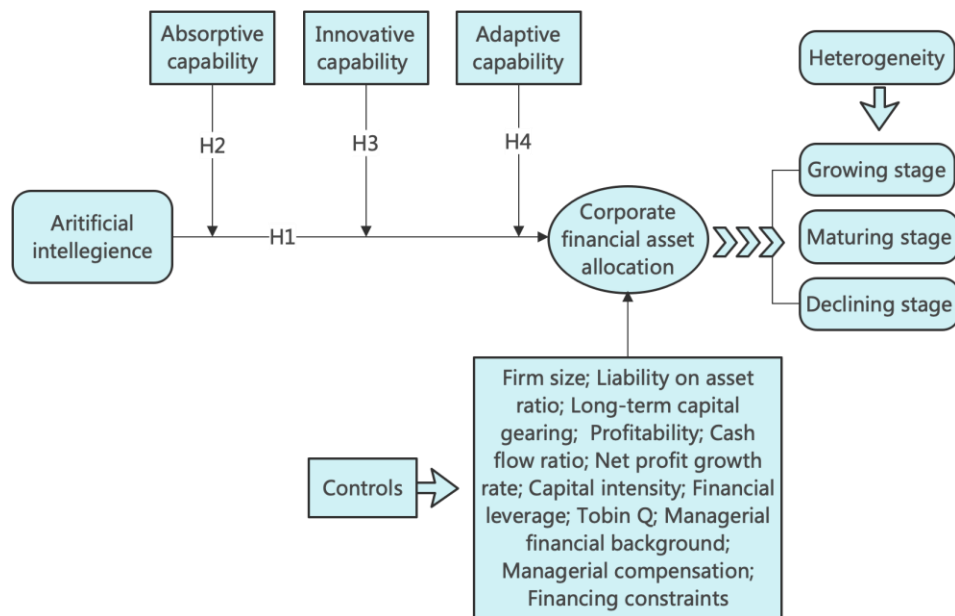 Absorptive
capability
Innovative
capability
Adaptive
capability
Heterogeneity
H2
H3
H4
Growing stage
Aritificial
intellegience
H1
Corporate
financial asset
allocation
Maturing stage
Declining stage
Controls
Firm size; Liability on asset
ratio; Long-term capital
gearing; Profitability; Cash
flow ratio; Net profit growth
rate; Capital intensity; Financial
leverage; Tobin Q; Managerial
financial background;
Managerial compensation;
Financing constraints